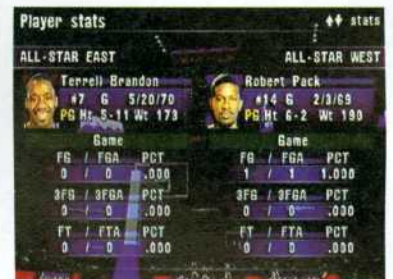 Player stats
stats
ALL-STAR EAST
ALL-STAR WEST
Terrell Brandon
#7 G 5/20/70
PG Ht 5-11 Wt 173
Robert Pack
#14 G 2/3/69
PG Ht 6-2 Wt 190
Game
FG / FGA PCT
0 / 0 .000
3FG / 3FGA PCT
0 / 0 .000
FT / FTA PCT
0 / 0 .000
Game
FG / FGA PCT
1 / 1 1.000
3FG / 3FGA PCT
0 / 0 .000
FT / FTA PCT
0 / 0 .000